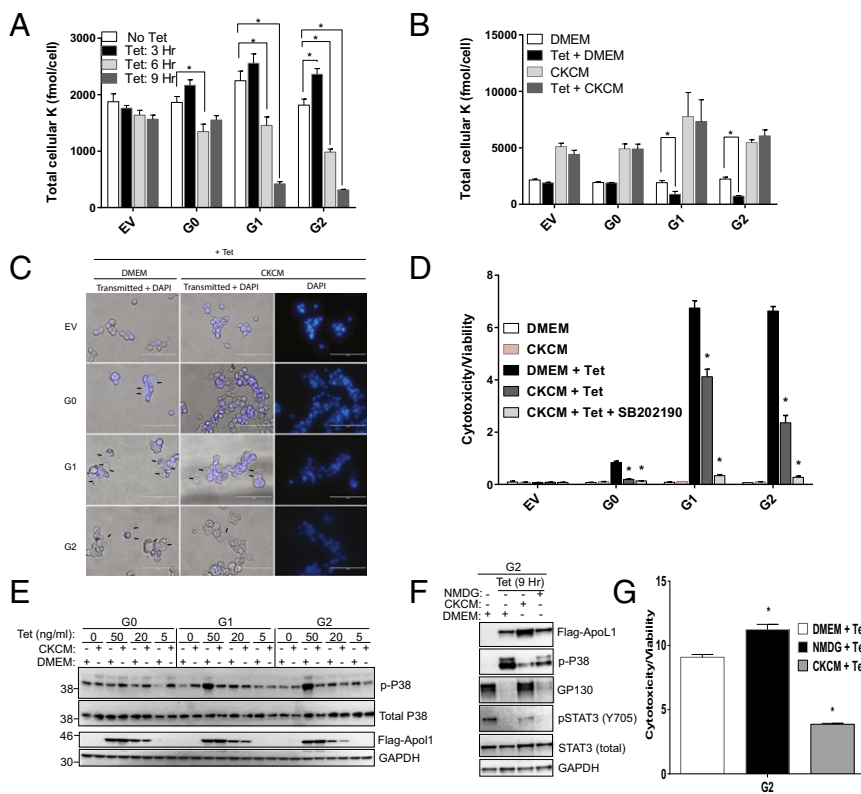 A
No Tet
Tet: 3 Hr
Tet: 6 Hr
Tet: 9 Hr
* * * * * *
Total cellular K (fmol/cell)
3000
2000
1000
0
EV G0 G1 G2
B
DMEM
Tet + DMEM
CKCM
Tet + CKCM
* *
Total cellular K (fmol/cell)
15000
10000
5000
0
EV G0 G1 G2
C
+ Tet
DMEM CKCM
Transmitted + DAPI Transmitted + DAPI DAPI
EV
G0
G1
G2
D
DMEM
CKCM
DMEM + Tet
CKCM + Tet
CKCM + Tet + SB202190
* * * * * *
Cytotoxicity/Viability
8
6
4
2
0
EV G0 G1 G2
E
G0 G1 G2
Tet (ng/ml): 0 50 20 5 0 50 20 5 0 50 20 5
CKCM: - + - + - + - + - + - + - + - + - + - + - + - +
DMEM: + - + - + - + - + - + - + - + - + - + - + - + -
38 p-P38
38 Total P38
46 Flag-Apol1
30 GAPDH
F
G2
Tet (9 Hr)
NMDG: - - - +
CKCM: - - + -
DMEM: + + - -
Flag-ApoL1
p-P38
GP130
pSTAT3 (Y705)
STAT3 (total)
GAPDH
G
Cytotoxicity/Viability
15
10
5
0
* *
G2
DMEM + Te
NMDG + Te
CKCM + Te